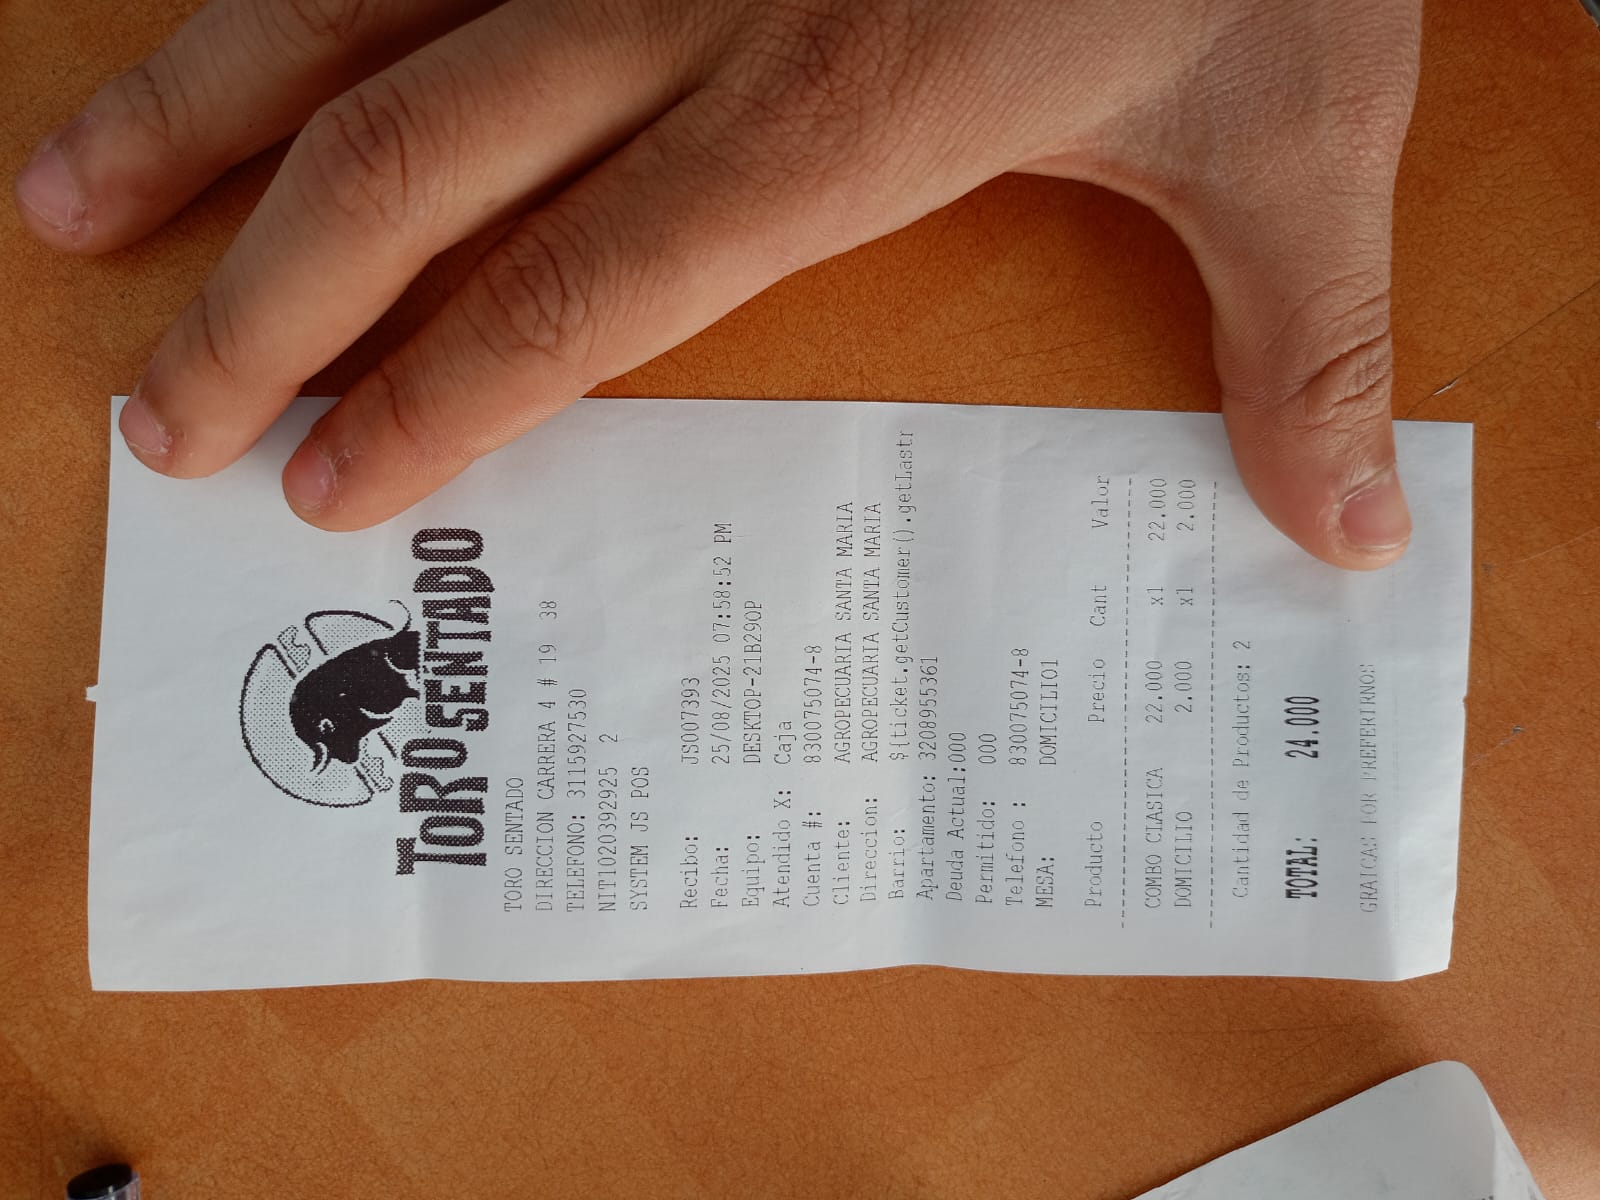 TORO SENTADO
TORO SENTADO
DIRECCION CARRERA 4 # 19 38
TELEFONO: 3115927530
NIT1020392925 2
SYSTEM JS POS
Recibo: JS007393
Fecha: 25/08/2025 07:58:52 PM
Equipo: DESKTOP-21B29OP
Atendido X: Caja
Cuenta #: 830075074-8
Cliente: AGROPECUARIA SANTA MARIA
Direccion: AGROPECUARIA SANTA MARIA
Barrio: ${ticket.getCustomer().getLastr
Apartamento: 3208955361
Deuda Actual:000
Permitido: 000
Telefono : 830075074-8
MESA: DOMICILIO1
Producto Precio Cant Valor
COMBO CLASICA 22.000 x1 22.000
DOMICILIO 2.000 x1 2.000
Cantidad de Productos: 2
TOTAL: 24.000
GRAICAS POR PREFERIRNOS